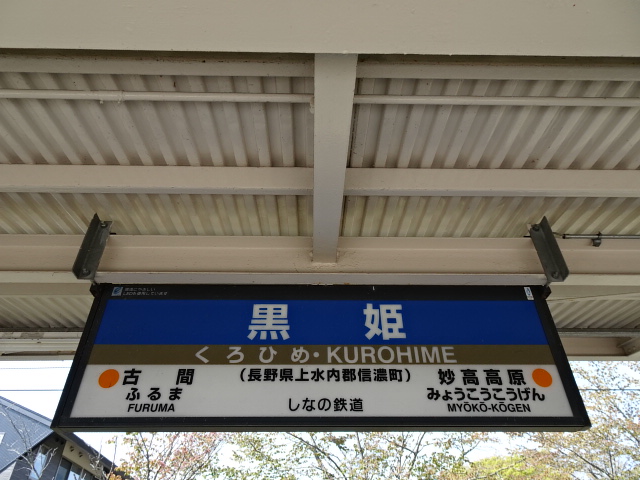 黒姫
くろひめ・KUROHIME
古間
ふるま
FURUMA
(長野県上水内郡信濃町)
しなの鉄道
妙高高原
みょうこうこうげん
MYŌKŌ-KŌGEN